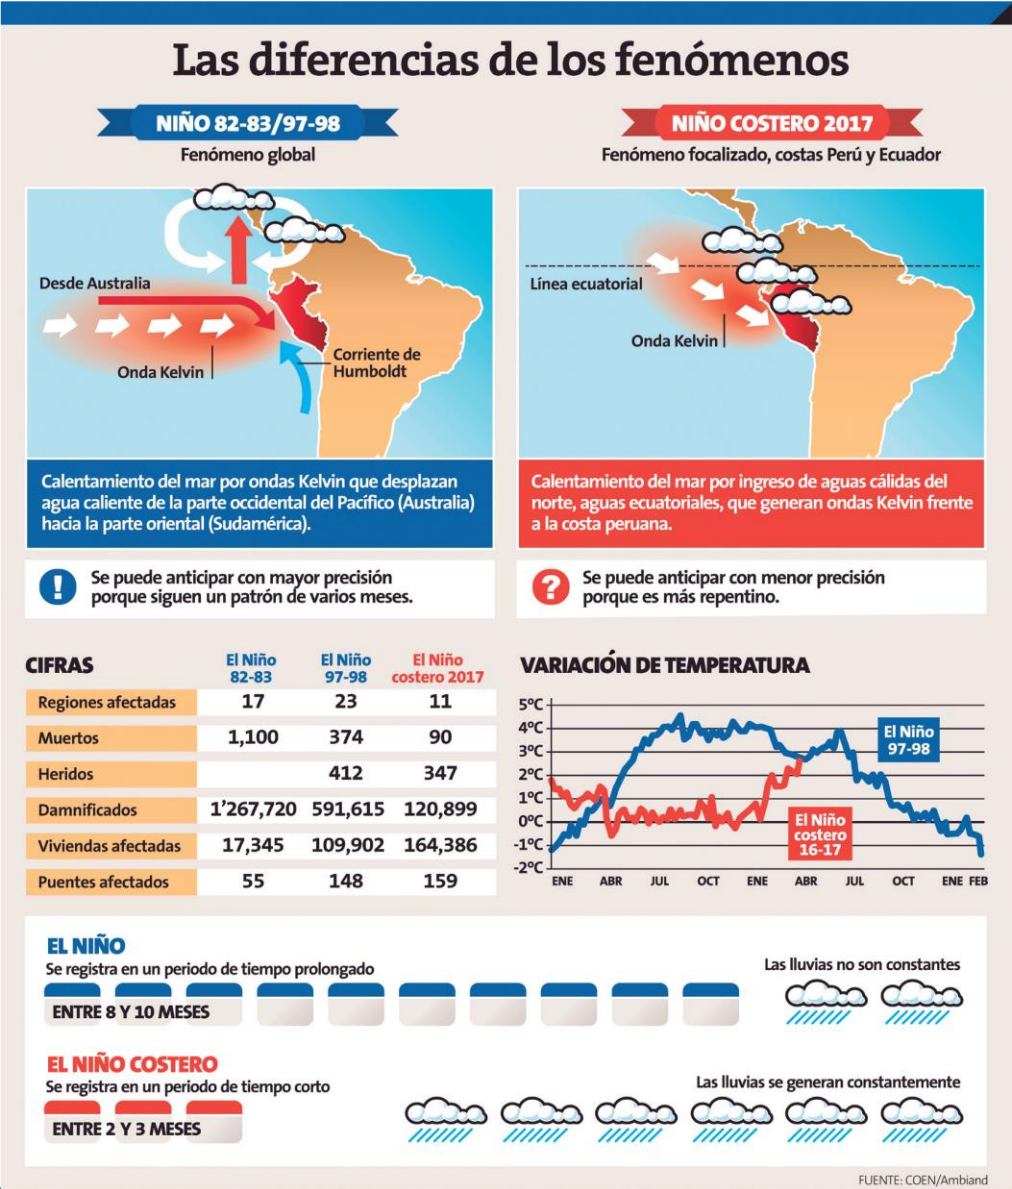 Las diferencias de los fenómenos
NIÑO 82-83/97-98
Fenómeno global
Desde Australia
Onda Kelvin
Corriente de
Humboldt
Calentamiento del mar por ondas Kelvin que desplazan
agua caliente de la parte occidental del Pacífico (Australia)
hacia la parte oriental (Sudamérica).
!
Se puede anticipar con mayor precisión
porque siguen un patrón de varios meses.
NIÑO COSTERO 2017
Fenómeno focalizado, costas Perú y Ecuador
Línea ecuatorial
Onda Kelvin
Calentamiento del mar por ingreso de aguas cálidas del
norte, aguas ecuatoriales, que generan ondas Kelvin frente
a la costa peruana.
?
Se puede anticipar con menor precisión
porque es más repentino.
CIFRAS
El Niño
82-83
El Niño
97-98
El Niño
costero 2017
Regiones afectadas 17 23 11
Muertos 1,100 374 90
Heridos 412 347
Damnificados 1'267,720 591,615 120,899
Viviendas afectadas 17,345 109,902 164,386
Puentes afectados 55 148 159
VARIACIÓN DE TEMPERATURA
5ºC
4ºC
3ºC
2ºC
1ºC
0ºC
-1ºC
-2ºC
El Niño
97-98
El Niño
costero
16-17
ENE ABR JUL OCT ENE ABR JUL OCT ENE FEB
EL NIÑO
Se registra en un periodo de tiempo prolongado
ENTRE 8 Y 10 MESES
Las lluvias no son constantes
EL NIÑO COSTERO
Se registra en un periodo de tiempo corto
ENTRE 2 Y 3 MESES
Las lluvias se generan constantemente
FUENTE: COEN/Ambiand